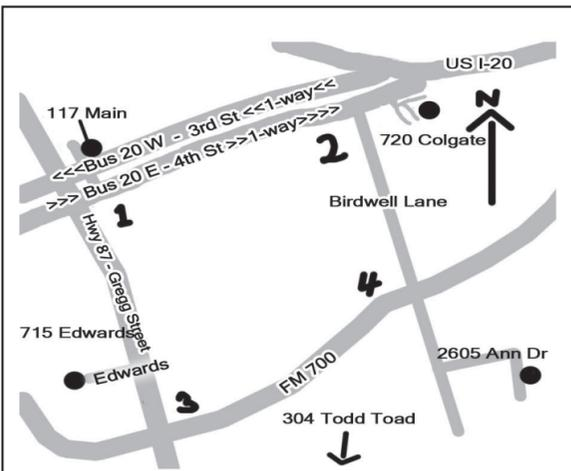 US I-20
N
117 Main
<<<Bus 20 W - 3rd St <<1-way<<
720 Colgate
>>> Bus 20 E - 4th St >>1-way>>>>
2
Birdwell Lane
1
Hwy 87 - Gregg Street
4
715 Edwards
Edwards
2605 Ann Dr
FM 700
3
304 Todd Toad